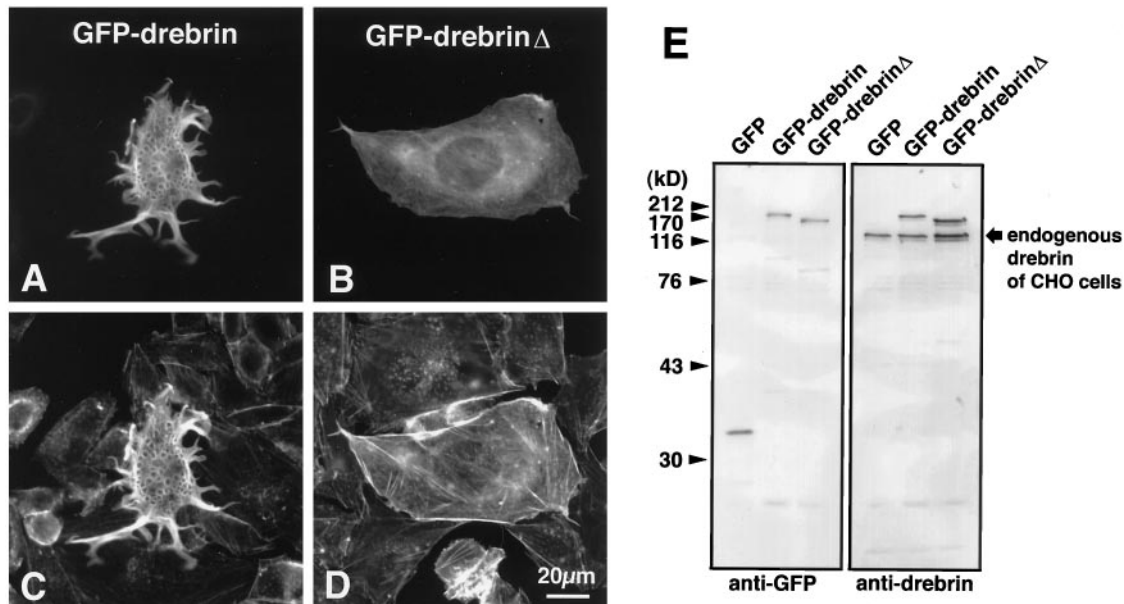 GFP-drebrin
GFP-drebrinΔ
A
B
C
D
20μm
E
GFP
GFP-drebrin
GFP-drebrinΔ
GFP
GFP-drebrin
GFP-drebrinΔ
(kD)
212
170
116
76
43
30
endogenous
drebrin
of CHO cells
anti-GFP
anti-drebrin